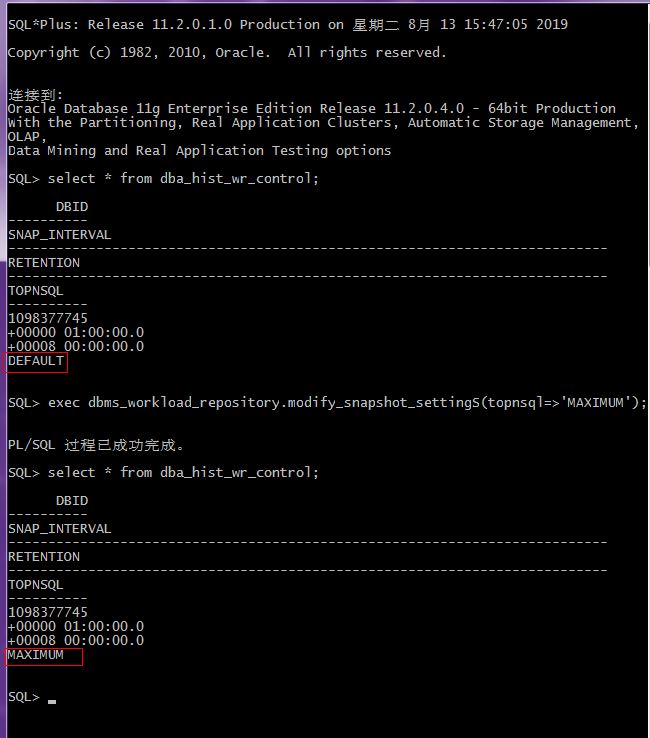 SQL*Plus: Release 11.2.0.1.0 Production on 星期二 8月 13 15:47:05 2019
Copyright (c) 1982, 2010, Oracle.  All rights reserved.
连接到:
Oracle Database 11g Enterprise Edition Release 11.2.0.4.0 - 64bit Production
With the Partitioning, Real Application Clusters, Automatic Storage Management,
OLAP,
Data Mining and Real Application Testing options
SQL> select * from dba_hist_wr_control;
      DBID
----------
SNAP_INTERVAL
---------------------------------------------------------------------------
RETENTION
---------------------------------------------------------------------------
TOPNSQL
----------
1098377745
+00000 01:00:00.0
+00008 00:00:00.0
DEFAULT
SQL> exec dbms_workload_repository.modify_snapshot_settingS(topnsql=>'MAXIMUM');
PL/SQL 过程已成功完成。
SQL> select * from dba_hist_wr_control;
      DBID
----------
SNAP_INTERVAL
---------------------------------------------------------------------------
RETENTION
---------------------------------------------------------------------------
TOPNSQL
----------
1098377745
+00000 01:00:00.0
+00008 00:00:00.0
MAXIMUM
SQL> _